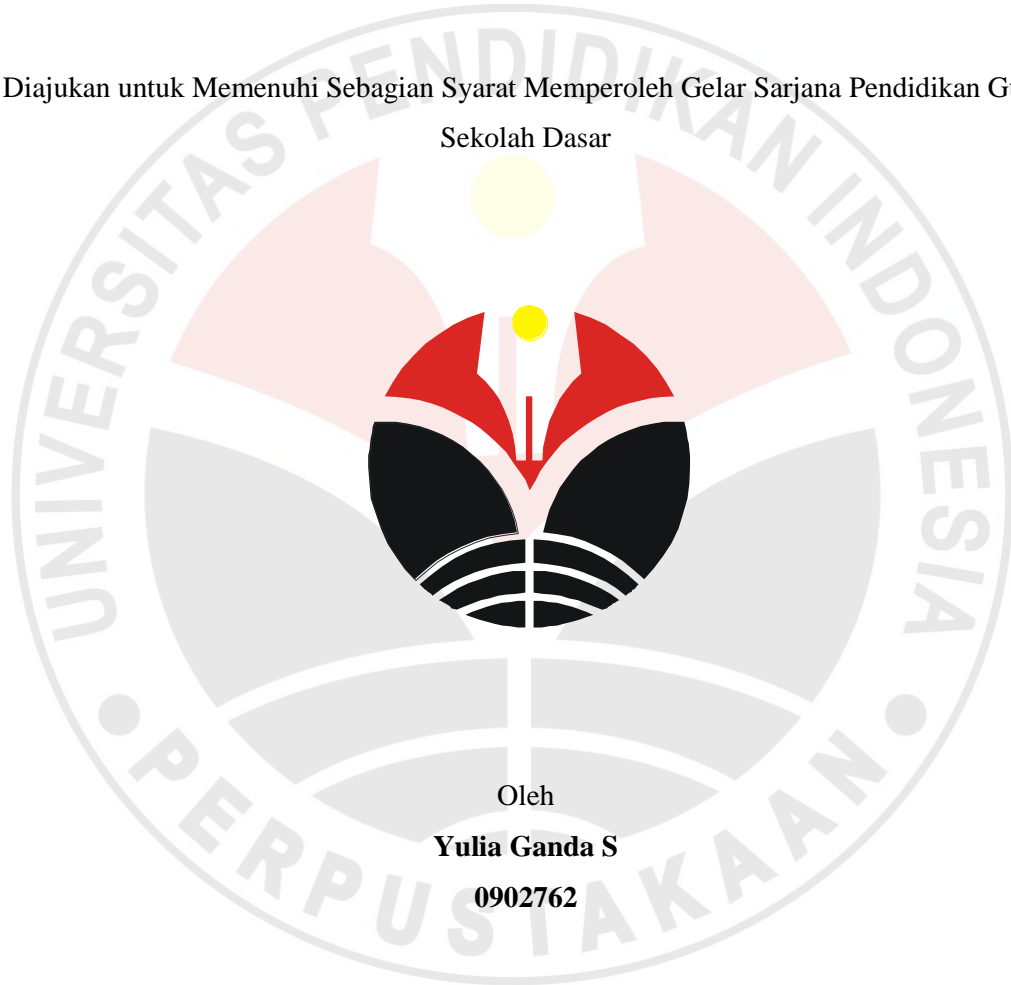 Diajukan untuk Memenuhi Sebagian Syarat Memperoleh Gelar Sarjana Pendidikan
Sekolah Dasar
UNIVERSITAS PENDIDIKAN INDONESIA
Oleh
Yulia Ganda S
0902762
PERPUSTAKAAN